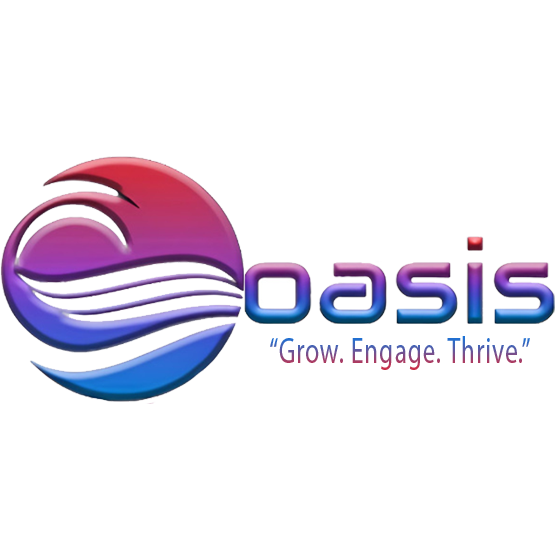 oasis
“Grow. Engage. Thrive.”